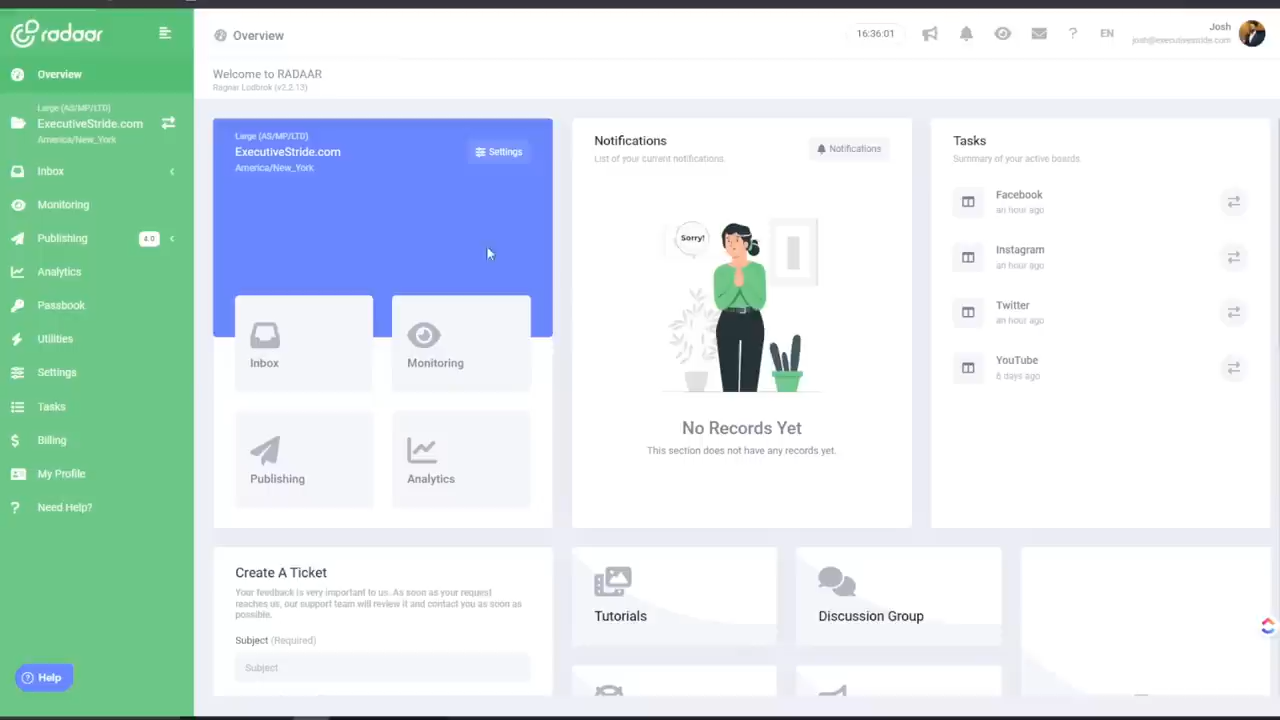 radaar
Overview
Large (AS/MP/LTD)
ExecutiveStride.com
America/New_York
Inbox
Monitoring
Publishing 4.0
Analytics
Passbook
Utilities
Settings
Tasks
Billing
My Profile
Need Help?
Help
Overview
16:36:01
EN
Josh
josh@executivestride.com
Welcome to RADAAR
Ragnar Lodbrok (v2.2.13)
Large (AS/MP/LTD)
ExecutiveStride.com
America/New_York
Settings
Inbox
Monitoring
Publishing
Analytics
Notifications
List of your current notifications.
Notifications
Sorry!
No Records Yet
This section does not have any records yet.
Tasks
Summary of your active boards.
Facebook
an hour ago
Instagram
an hour ago
Twitter
an hour ago
YouTube
6 days ago
Create A Ticket
Your feedback is very important to us. As soon as your request
reaches us, our support team will review it and contact you as soon as
possible.
Subject (Required)
Subject
Tutorials
Discussion Group